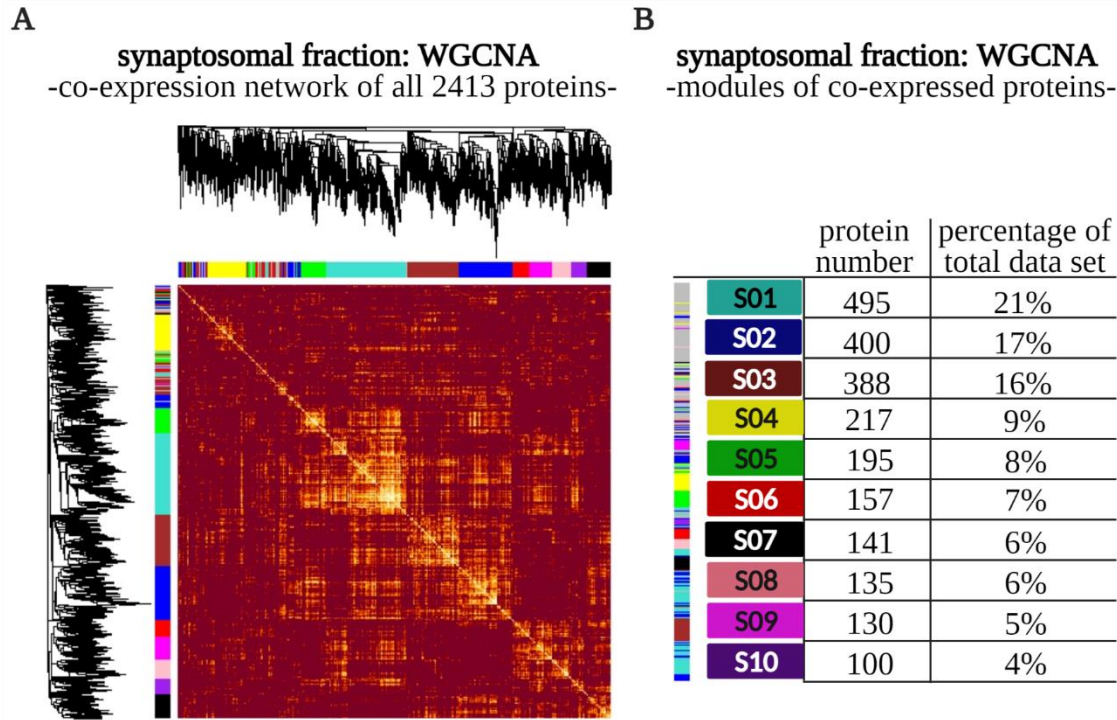 A
synaptosomal fraction: WGCNA
-co-expression network of all 2413 proteins-
B
synaptosomal fraction: WGCNA
-modules of co-expressed proteins-
protein number percentage of total data set
S01 495 21%
S02 400 17%
S03 388 16%
S04 217 9%
S05 195 8%
S06 157 7%
S07 141 6%
S08 135 6%
S09 130 5%
S10 100 4%